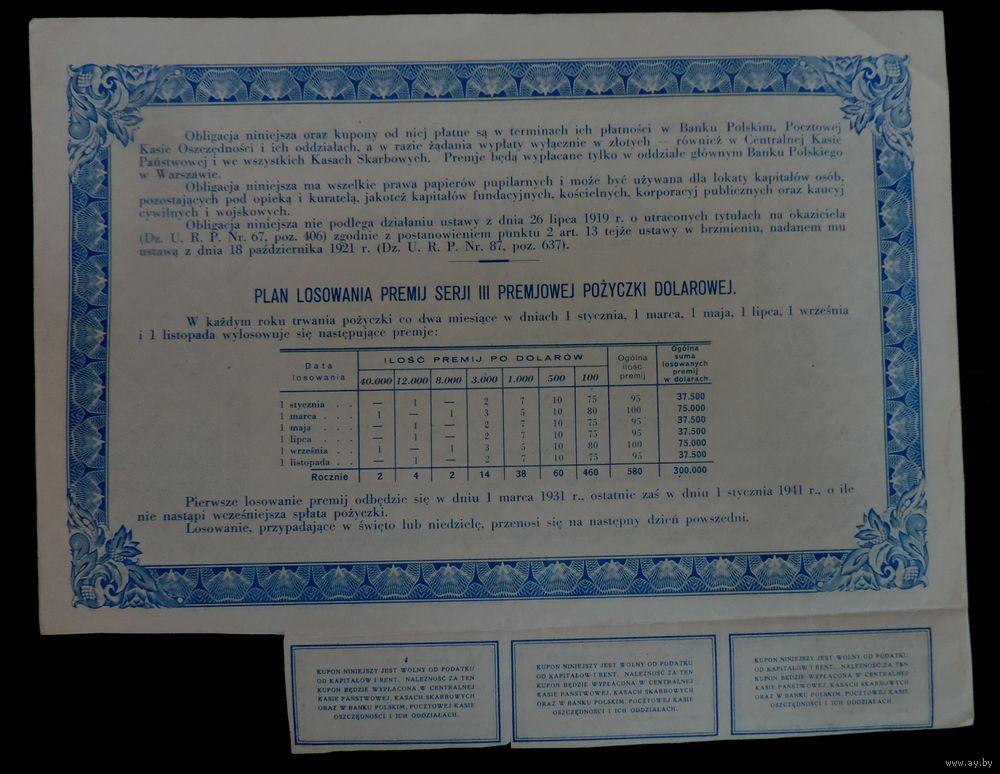 Obligacja niniejsza oraz kupony od niej płatne są w terminach ich płatności w Banku Polskim, Pocztowej
Kasie Oszczędności i ich oddziałach, a w razie żądania wypłaty wyłącznie w złotych — również w Centralnej Kasie
Państwowej i we wszystkich Kasach Skarbowych. Premje będą wypłacane tylko w oddziale głównym Banku Polskiego
w Warszawie.
Obligacja niniejsza ma wszelkie prawa papierów pupilarnych i może być używana dla lokaty kapitałów osób,
pozostających pod opieką i kuratelą, jakoteż kapitałów fundacyjnych, kościelnych, korporacyj publicznych oraz kaucyj
cywilnych i wojskowych.
Obligacja niniejsza nie podlega działaniu ustawy z dnia 26 lipca 1919 r. o utraconych tytułach na okaziciela
(Dz. U. R. P. Nr. 67, poz. 406) zgodnie z postanowieniem punktu 2 art. 13 tejże ustawy w brzmieniu, nadanem mu
ustawą z dnia 18 października 1921 r. (Dz. U. R. P. Nr. 87, poz. 637).
PLAN LOSOWANIA PREMIJ SERJI III PREMJOWEJ POŻYCZKI DOLAROWEJ.
W każdym roku trwania pożyczki co dwa miesiące w dniach 1 stycznia, 1 marca, 1 maja, 1 lipca, 1 września
i 1 listopada wylosowuje się następujące premje:
Data losowania ILOŚĆ PREMIJ PO DOLARÓW Ogólna ilość premij Ogólna suma losowanych premij w dolarach
40.000 12.000 8.000 3.000 1.000 500 100
1 stycznia . . — 1 — 2 7 10 75 95 37.500
1 marca . . . 1 — 1 3 5 10 80 100 75.000
1 maja . . . — 1 — 2 7 10 75 95 37.500
1 lipca . . . — 1 — 2 7 10 75 95 37.500
1 września . . 1 — 1 3 5 10 80 100 75.000
1 listopada . . — 1 — 2 7 10 75 95 37.500
Rocznie 2 4 2 14 38 60 460 580 300.000
Pierwsze losowanie premij odbędzie się w dniu 1 marca 1931 r., ostatnie zaś w dniu 1 stycznia 1941 r., o ile
nie nastąpi wcześniejsza spłata pożyczki.
Losowanie, przypadające w święto lub niedzielę, przenosi się na następny dzień powszedni.
KUPON NINIEJSZY JEST WOLNY OD PODATKU
OD KAPITAŁÓW I RENT. NALEŻNOŚĆ ZA TEN
KUPON BĘDZIE WYPŁACONA W CENTRALNEJ
KASIE PAŃSTWOWEJ, KASACH SKARBOWYCH
ORAZ W BANKU POLSKIM, POCZTOWEJ KASIE
OSZCZĘDNOŚCI I ICH ODDZIAŁACH.
KUPON NINIEJSZY JEST WOLNY OD PODATKU
OD KAPITAŁÓW I RENT. NALEŻNOŚĆ ZA TEN
KUPON BĘDZIE WYPŁACONA W CENTRALNEJ
KASIE PAŃSTWOWEJ, KASACH SKARBOWYCH
ORAZ W BANKU POLSKIM, POCZTOWEJ KASIE
OSZCZĘDNOŚCI I ICH ODDZIAŁACH.
KUPON NINIEJSZY JEST WOLNY OD PODATKU
OD KAPITAŁÓW I RENT. NALEŻNOŚĆ ZA TEN
KUPON BĘDZIE WYPŁACONA W CENTRALNEJ
KASIE PAŃSTWOWEJ, KASACH SKARBOWYCH
ORAZ W BANKU POLSKIM, POCZTOWEJ KASIE
OSZCZĘDNOŚCI I ICH ODDZIAŁACH.
www.ay.by